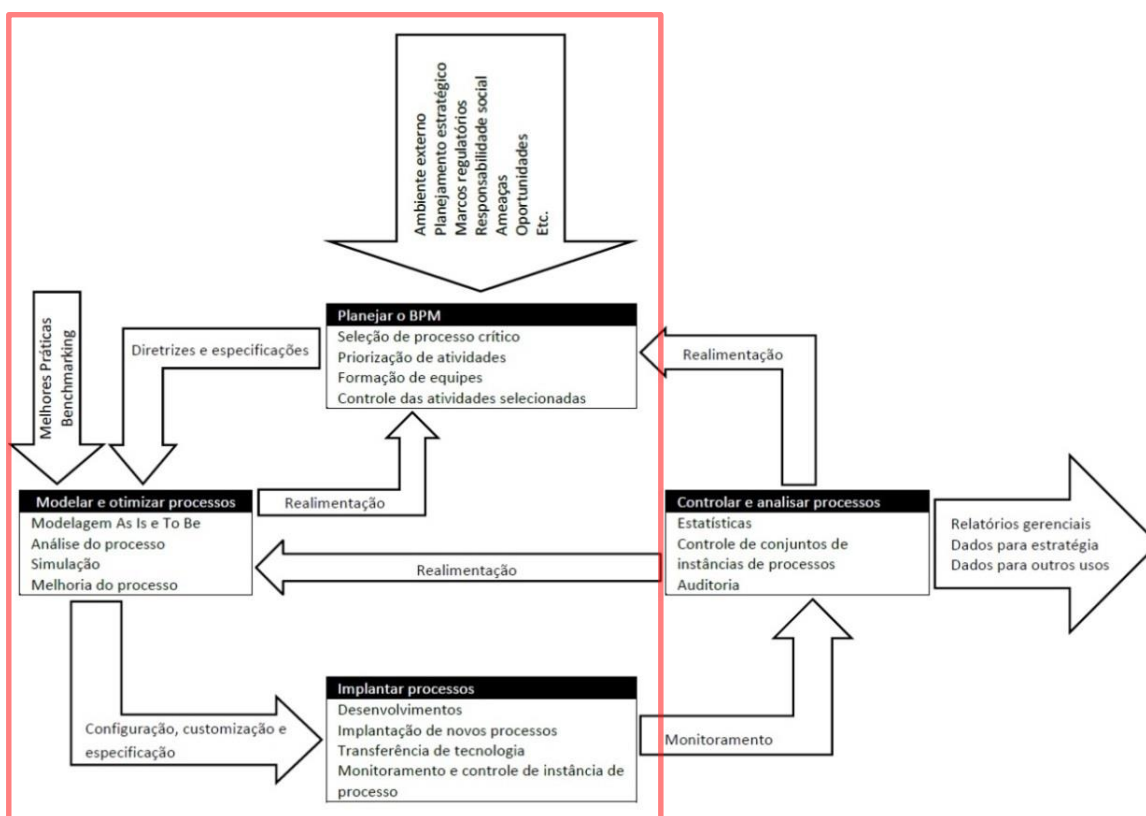 Ambiente externo
Planejamento estratégico
Marcos regulatórios
Responsabilidade social
Ameaças
Oportunidades
Etc.
Melhores Práticas
Benchmarking
Diretrizes e especificações
Planejar o BPM
Seleção de processo crítico
Priorização de atividades
Formação de equipes
Controle das atividades selecionadas
Realimentação
Modelar e otimizar processos
Modelagem As Is e To Be
Análise do processo
Simulação
Melhoria do processo
Realimentação
Realimentação
Controlar e analisar processos
Estatísticas
Controle de conjuntos de
instâncias de processos
Auditoria
Relatórios gerenciais
Dados para estratégia
Dados para outros usos
Configuração, customização e
especificação
Implantar processos
Desenvolvimentos
Implantação de novos processos
Transferência de tecnologia
Monitoramento e controle de instância de
processo
Monitoramento